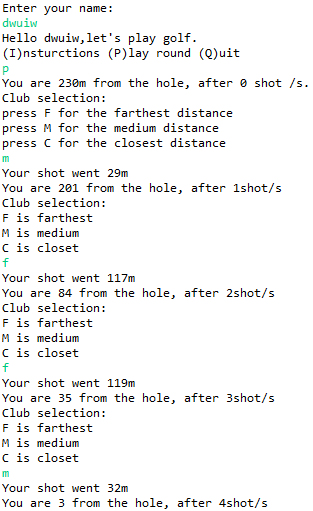 Enter your name:
dwuiw
Hello dwuiw,let's play golf.
(I)nsturctions (P)lay round (Q)uit
p
You are 230m from the hole, after 0 shot /s.
Club selection:
press F for the farthest distance
press M for the medium distance
press C for the closest distance
m
Your shot went 29m
You are 201 from the hole, after 1shot/s
Club selection:
F is farthest
M is medium
C is closet
f
Your shot went 117m
You are 84 from the hole, after 2shot/s
Club selection:
F is farthest
M is medium
C is closet
f
Your shot went 119m
You are 35 from the hole, after 3shot/s
Club selection:
F is farthest
M is medium
C is closet
m
Your shot went 32m
You are 3 from the hole, after 4shot/s